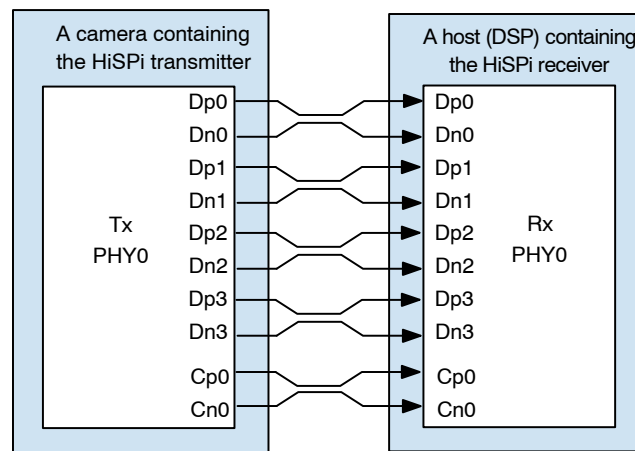 A camera containing
the HiSPi transmitter
Tx
PHY0
Dp0
Dn0
Dp1
Dn1
Dp2
Dn2
Dp3
Dn3
Cp0
Cn0
A host (DSP) containing
the HiSPi receiver
Dp0
Dn0
Dp1
Dn1
Dp2
Dn2
Dp3
Dn3
Cp0
Cn0
Rx
PHY0